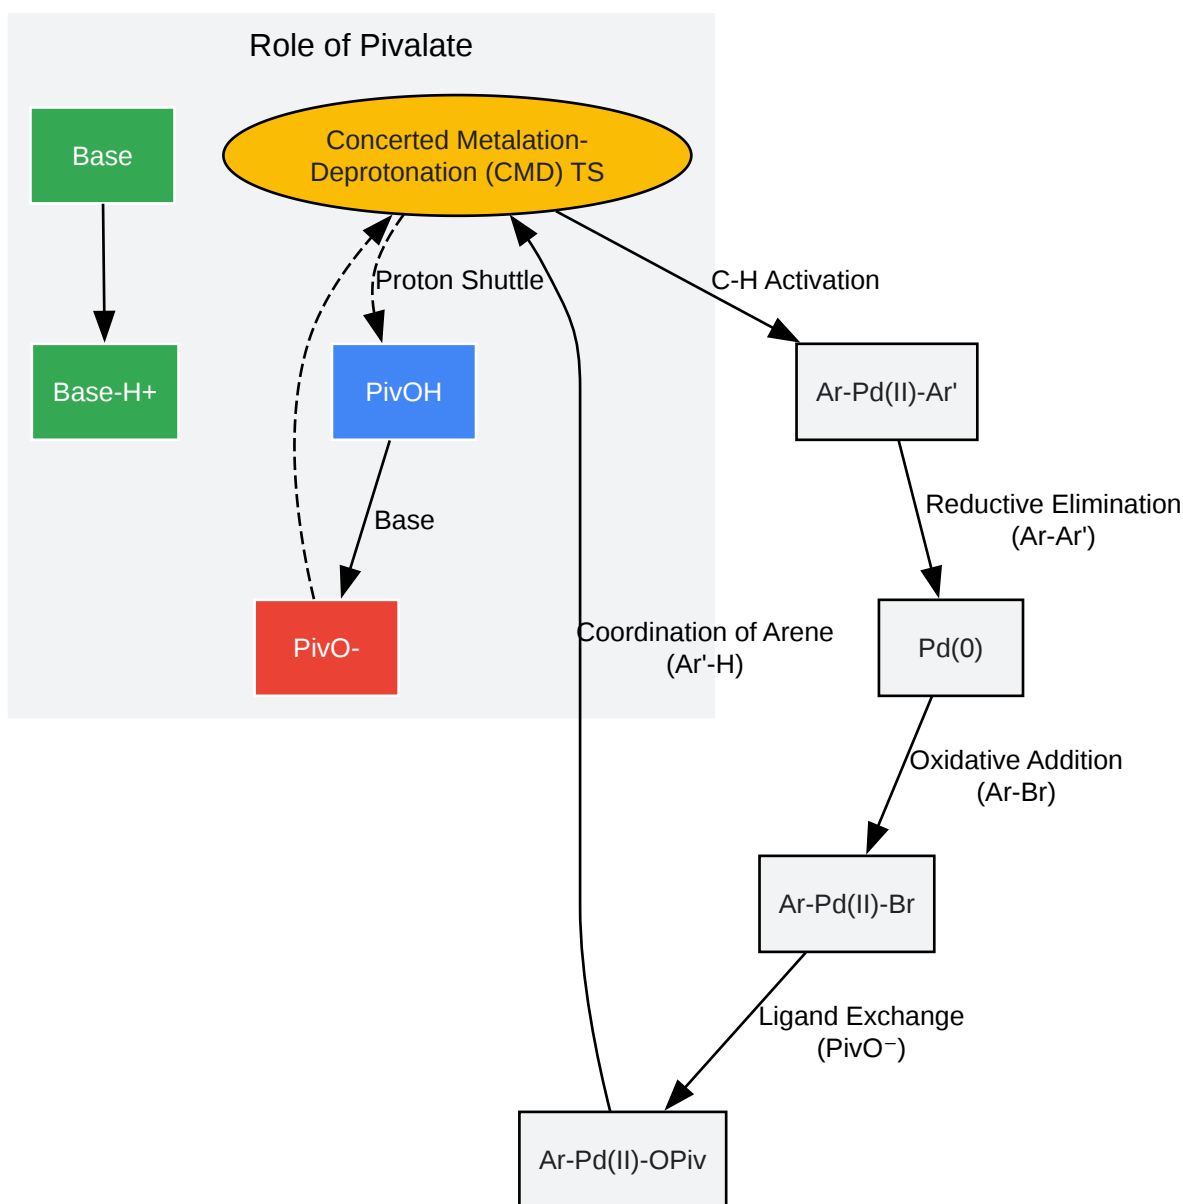 Role of Pivalate
Base
Concerted Metalation-
Deprotonation (CMD) TS
Proton Shuttle
C-H Activation
Base-H+
PivOH
Ar-Pd(II)-Ar'
Base
Reductive Elimination
(Ar-Ar')
PivO-
Coordination of Arene
(Ar'-H)
Pd(0)
Oxidative Addition
(Ar-Br)
Ar-Pd(II)-Br
Ligand Exchange
(PivO⁻)
Ar-Pd(II)-OPiv